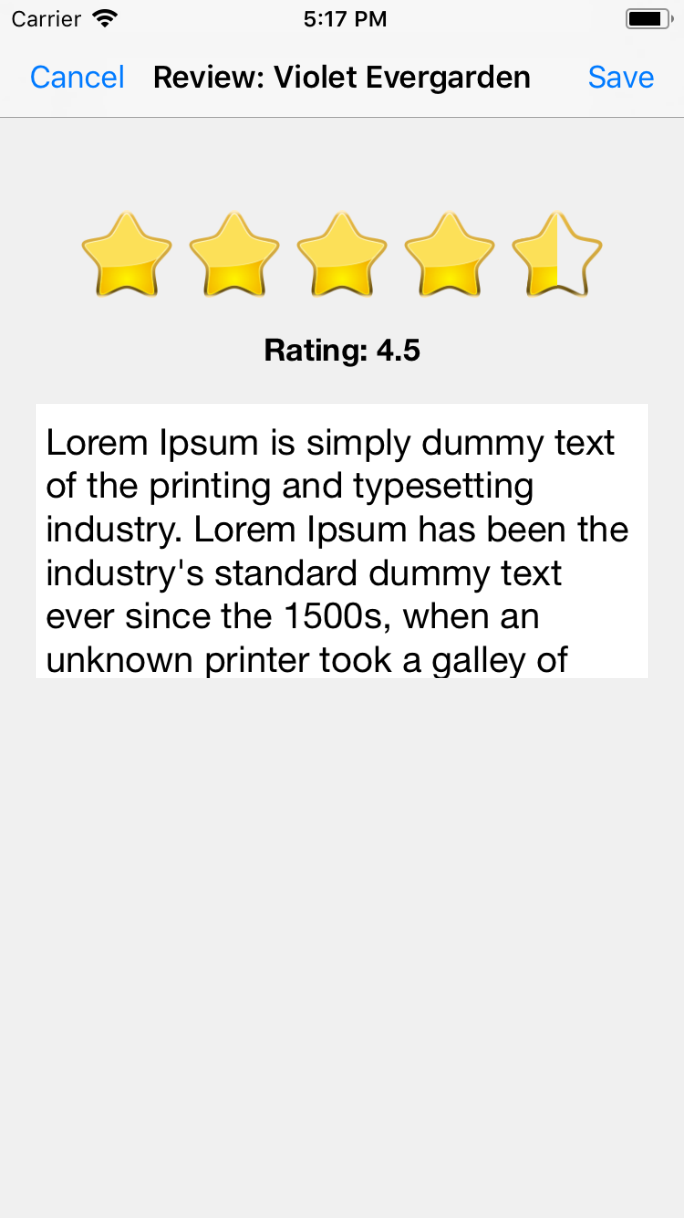 Carrier 5:17 PM
Cancel Review: Violet Evergarden Save
Rating: 4.5
Lorem Ipsum is simply dummy text
of the printing and typesetting
industry. Lorem Ipsum has been the
industry's standard dummy text
ever since the 1500s, when an
unknown printer took a galley of